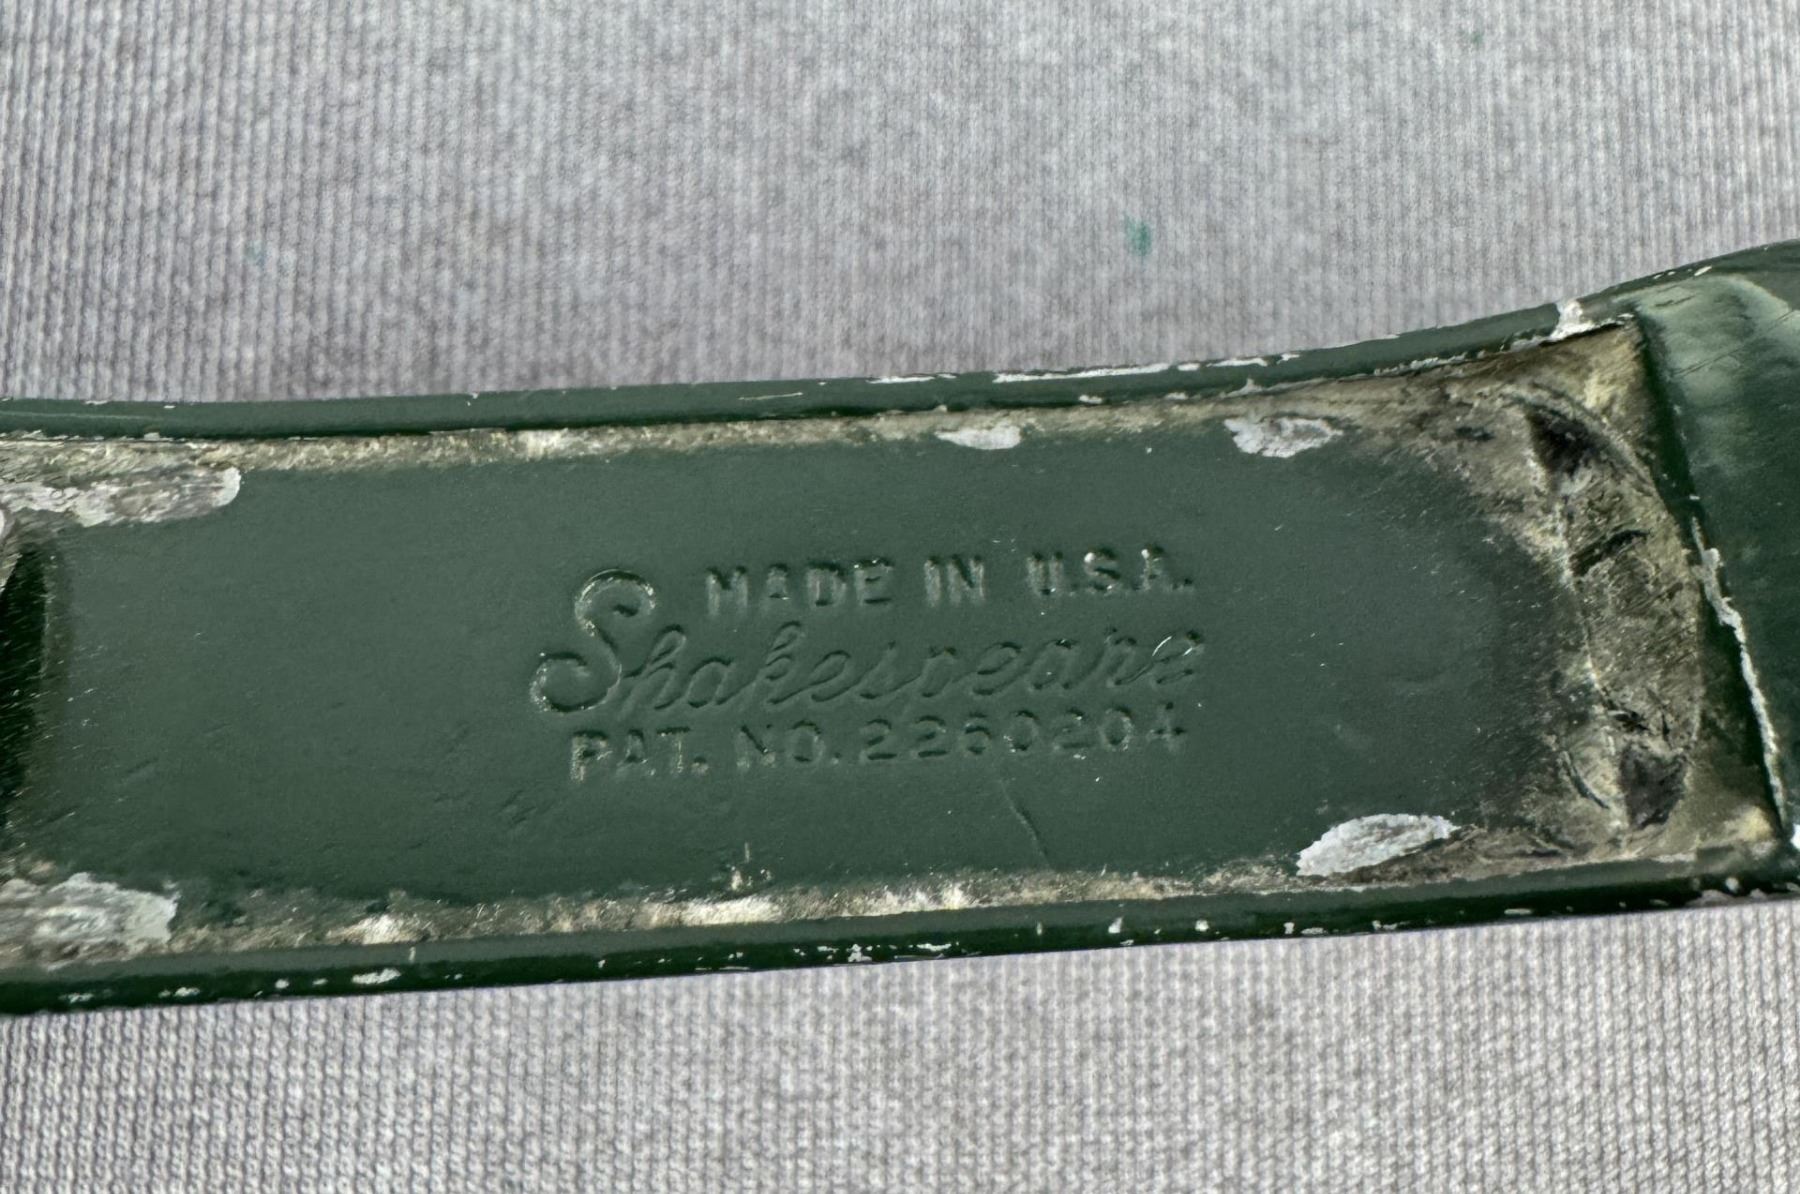 MADE IN U.S.A.
Shakespeare
PAT. NO. 2260204